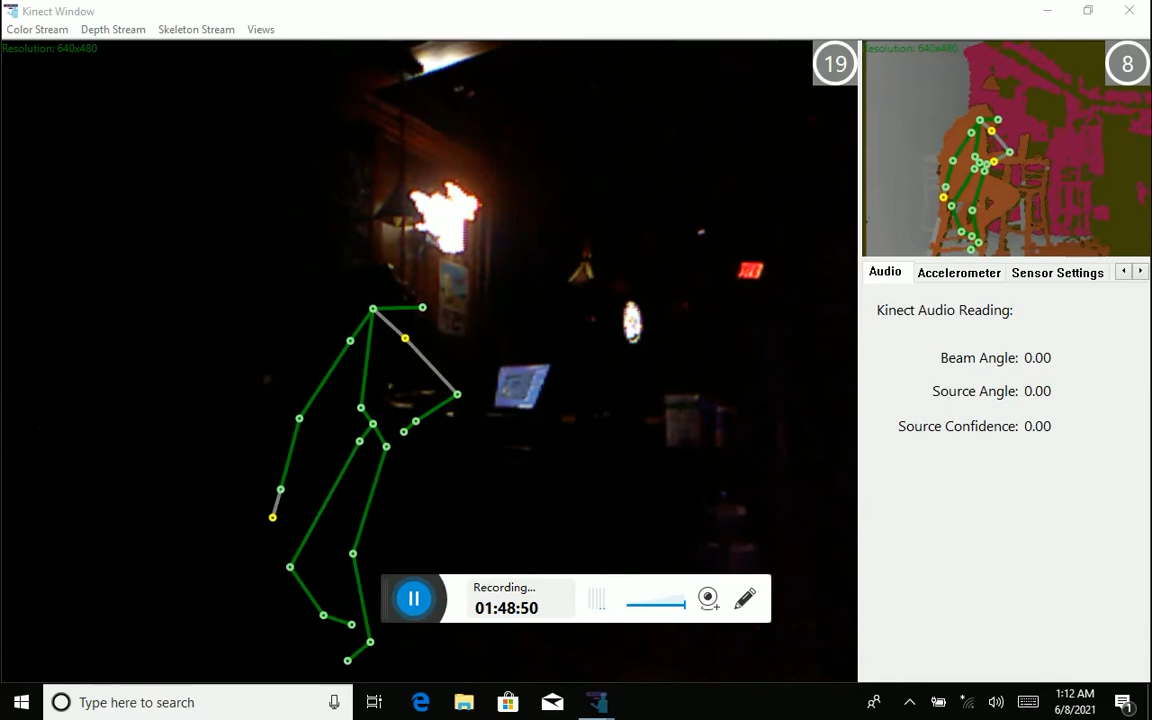 Kinect Window
Color Stream Depth Stream Skeleton Stream Views
Resolution: 640x480
19
esolution: 640x480
8
Audio Accelerometer Sensor Settings
Kinect Audio Reading:
Beam Angle: 0.00
Source Angle: 0.00
Source Confidence: 0.00
Recording...
01:48:50
Type here to search
1:12 AM
6/8/2021
1